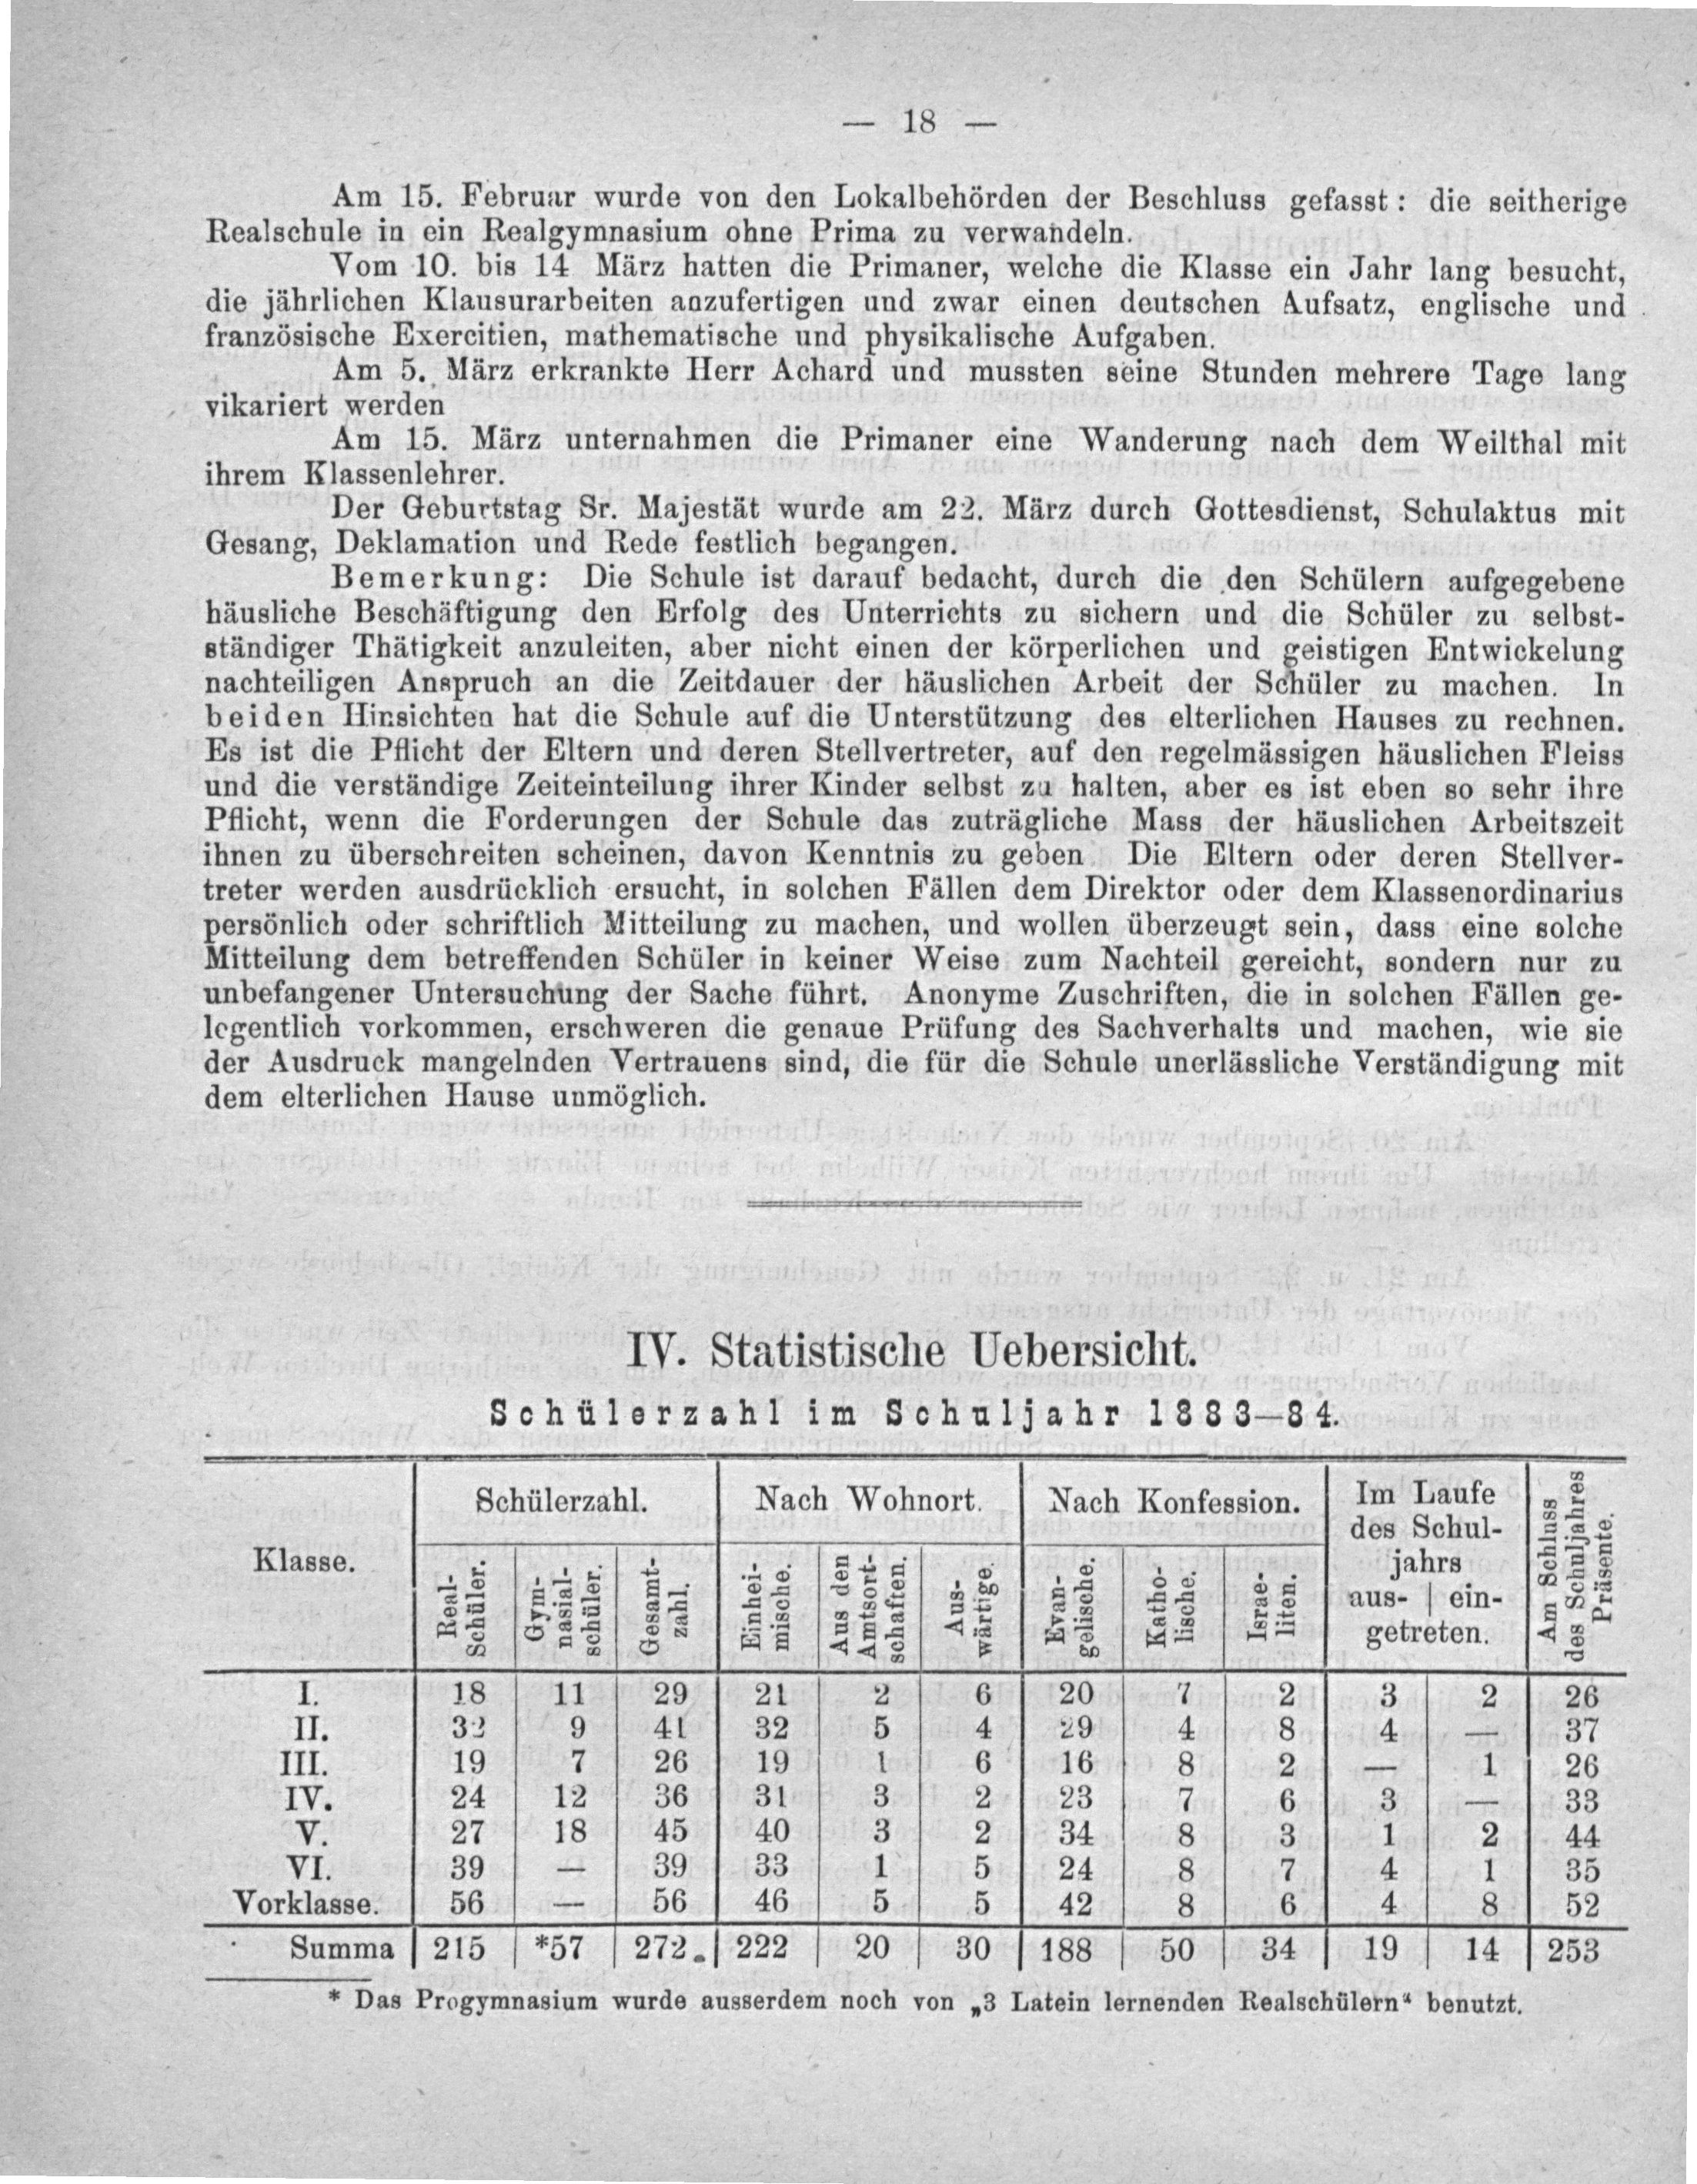 — 18 —
Am 15. Februar wurde von den Lokalbehörden der Beschluss gefasst: die seitherige
Realschule in ein Realgymnasium ohne Prima zu verwandeln.
Vom 10. bis 14 März hatten die Primaner, welche die Klasse ein Jahr lang besucht,
die jährlichen Klausurarbeiten anzufertigen und zwar einen deutschen Aufsatz, englische und
französische Exercitien, mathematische und physikalische Aufgaben.
Am 5. März erkrankte Herr Achard und mussten seine Stunden mehrere Tage lang
vikariert werden
Am 15. März unternahmen die Primaner eine Wanderung nach dem Weilthal mit
ihrem Klassenlehrer.
Der Geburtstag Sr. Majestät wurde am 22. März durch Gottesdienst, Schulaktus mit
Gesang, Deklamation und Rede festlich begangen.
Bemerkung: Die Schule ist darauf bedacht, durch die den Schülern aufgegebene
häusliche Beschäftigung den Erfolg des Unterrichts zu sichern und die Schüler zu selbst-
ständiger Thätigkeit anzuleiten, aber nicht einen der körperlichen und geistigen Entwickelung
nachteiligen Anspruch an die Zeitdauer der häuslichen Arbeit der Schüler zu machen. In
beiden Hinsichten hat die Schule auf die Unterstützung des elterlichen Hauses zu rechnen.
Es ist die Pflicht der Eltern und deren Stellvertreter, auf den regelmässigen häuslichen Fleiss
und die verständige Zeiteinteilung ihrer Kinder selbst zu halten, aber es ist eben so sehr ihre
Pflicht, wenn die Forderungen der Schule das zuträgliche Mass der häuslichen Arbeitszeit
ihnen zu überschreiten scheinen, davon Kenntnis zu geben Die Eltern oder deren Stellver-
treter werden ausdrücklich ersucht, in solchen Fällen dem Direktor oder dem Klassenordinarius
persönlich oder schriftlich Mitteilung zu machen, und wollen überzeugt sein, dass eine solche
Mitteilung dem betreffenden Schüler in keiner Weise zum Nachteil gereicht, sondern nur zu
unbefangener Untersuchung der Sache führt. Anonyme Zuschriften, die in solchen Fällen ge-
legentlich vorkommen, erschweren die genaue Prüfung des Sachverhalts und machen, wie sie
der Ausdruck mangelnden Vertrauens sind, die für die Schule unerlässliche Verständigung mit
dem elterlichen Hause unmöglich.
IV. Statistische Uebersicht.
Schülerzahl im Schuljahr 1883—84.
Klasse. Schülerzahl. Nach Wohnort. Nach Konfession. Im Laufe des Schul-jahrs aus- | ein-getreten. Am Schluss des Schuljahres Präsente.
Real-Schüler. Gym-nasial-schüler. Gesamt-zahl. Einhei-mische. Aus den Amtsort-schaften. Aus-wärtige. Evan-gelische. Katho-lische. Israe-liten.
I. 18 11 29 21 2 6 20 7 2 3 2 26
II. 32 9 41 32 5 4 29 4 8 4 — 37
III. 19 7 26 19 1 6 16 8 2 — 1 26
IV. 24 12 36 31 3 2 23 7 6 3 — 33
V. 27 18 45 40 3 2 34 8 3 1 2 44
VI. 39 — 39 33 1 5 24 8 7 4 1 35
Vorklasse. 56 — 56 46 5 5 42 8 6 4 8 52
Summa 215 *57 272. 222 20 30 188 50 34 19 14 253
* Das Progymnasium wurde ausserdem noch von „3 Latein lernenden Realschülern“ benutzt.